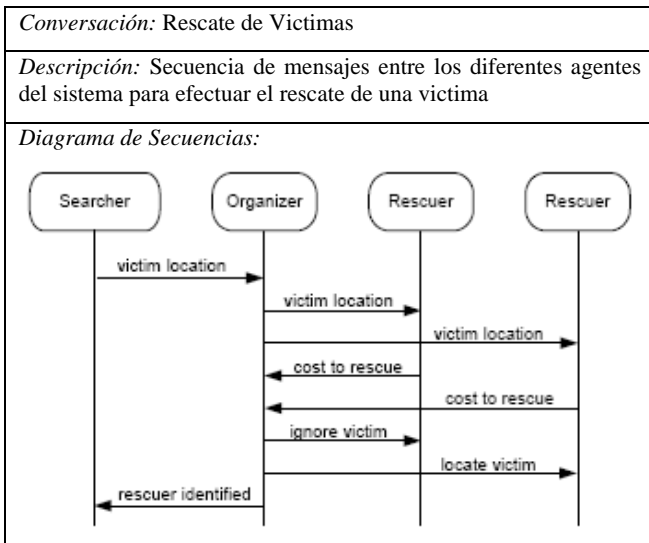 Conversación: Rescate de Victimas
Descripción: Secuencia de mensajes entre los diferentes agentes
del sistema para efectuar el rescate de una victima
Diagrama de Secuencias:
Searcher
Organizer
Rescuer
Rescuer
victim location
victim location
victim location
cost to rescue
cost to rescue
ignore victim
locate victim
rescuer identified